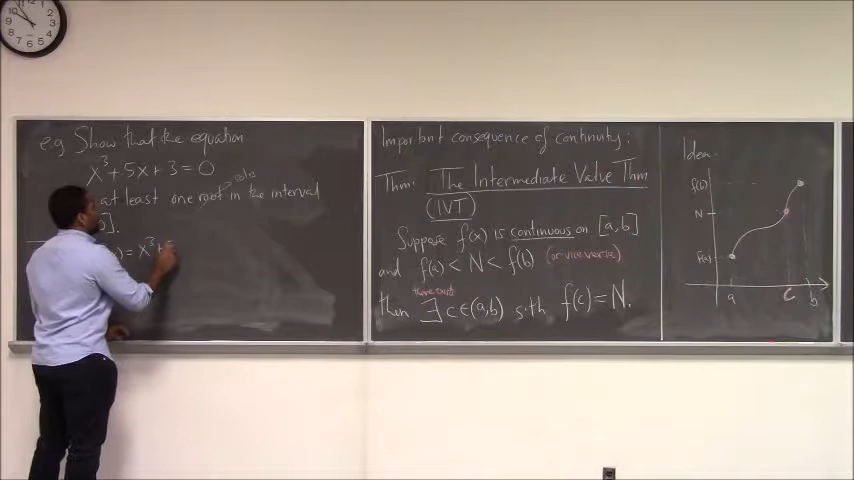 e.g Show that the equation
x³ + 5x + 3 = 0
at least one root in the interval
].
) = x³ +
Important consequence of continuity:
Thm: The Intermediate Value Thm
(IVT)
Suppose f(x) is continuous on [a, b]
and f(a) < N < f(b) (or vice versa)
there exists
then ∃ c ∈ (a,b) s.th f(c) = N.
Idea:
f(b)
N
f(a)
a c b